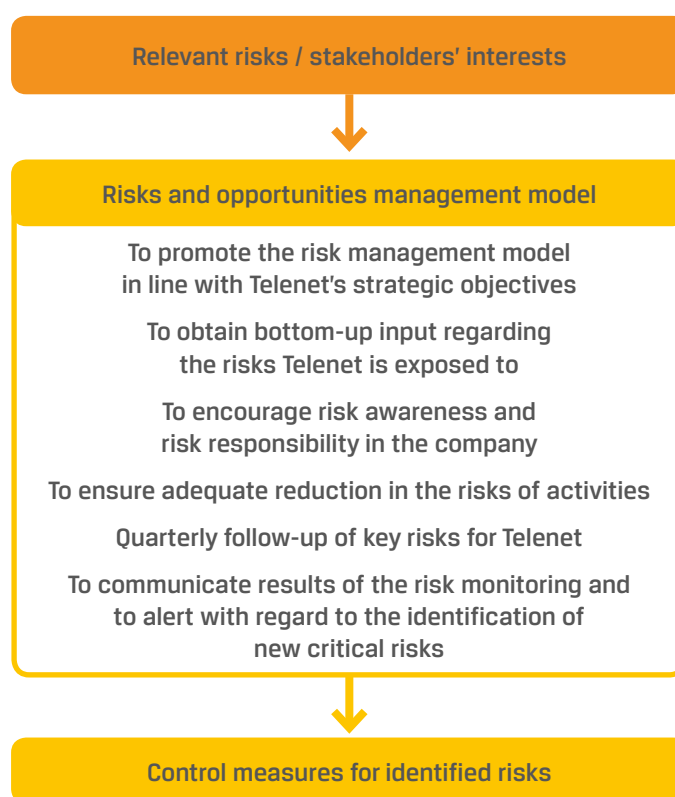 Relevant risks / stakeholders' interests
Risks and opportunities management model
To promote the risk management model
in line with Telenet's strategic objectives
To obtain bottom-up input regarding
the risks Telenet is exposed to
To encourage risk awareness and
risk responsibility in the company
To ensure adequate reduction in the risks of activities
Quarterly follow-up of key risks for Telenet
To communicate results of the risk monitoring and
to alert with regard to the identification of
new critical risks
Control measures for identified risks